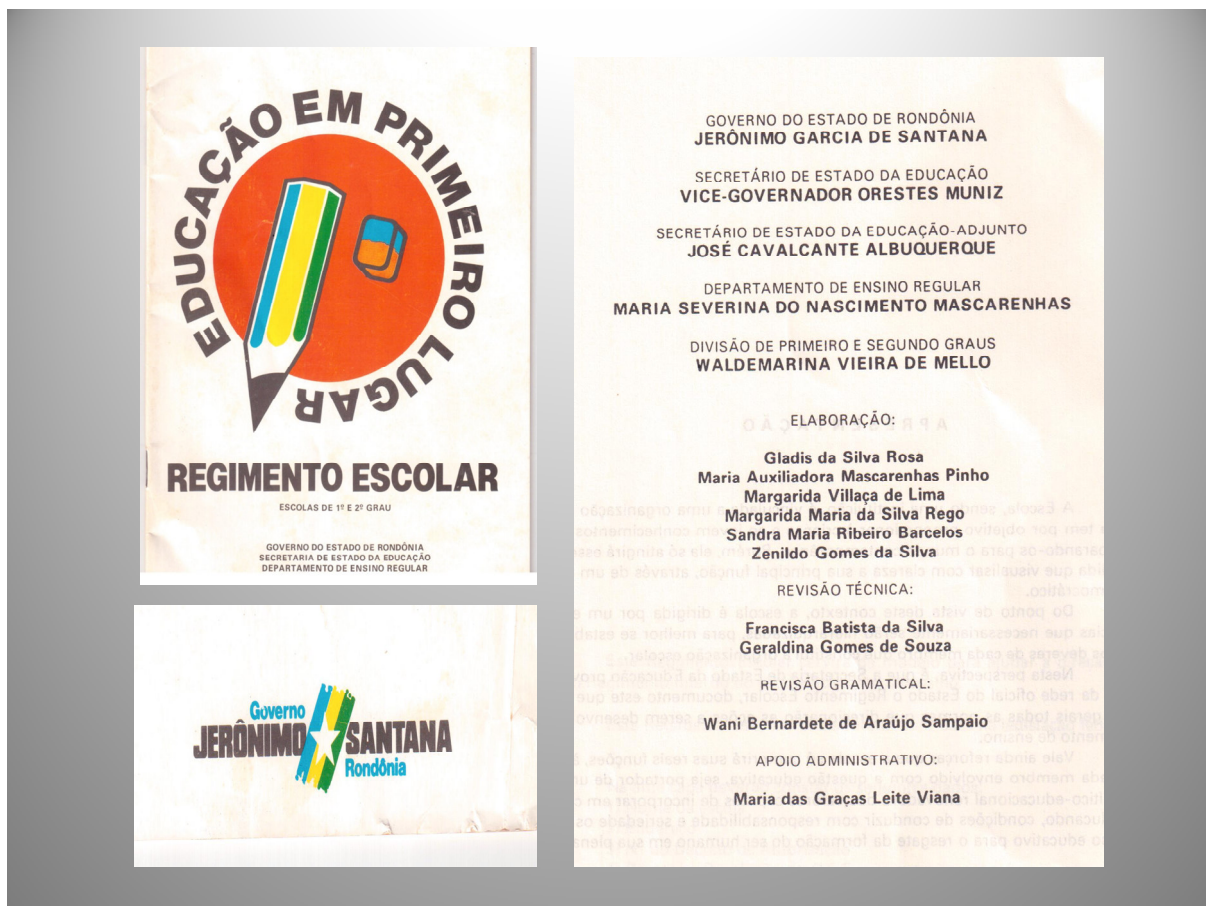 EDUCAÇÃO EM PRIMEIRO LUGAR
REGIMENTO ESCOLAR
ESCOLAS DE 1º E 2º GRAU
GOVERNO DO ESTADO DE RONDÔNIA
SECRETARIA DE ESTADO DA EDUCAÇÃO
DEPARTAMENTO DE ENSINO REGULAR
Governo
JERÔNIMO SANTANA
Rondônia
GOVERNO DO ESTADO DE RONDÔNIA
JERÔNIMO GARCIA DE SANTANA
SECRETÁRIO DE ESTADO DA EDUCAÇÃO
VICE-GOVERNADOR ORESTES MUNIZ
SECRETÁRIO DE ESTADO DA EDUCAÇÃO-ADJUNTO
JOSÉ CAVALCANTE ALBUQUERQUE
DEPARTAMENTO DE ENSINO REGULAR
MARIA SEVERINA DO NASCIMENTO MASCARENHAS
DIVISÃO DE PRIMEIRO E SEGUNDO GRAUS
WALDEMARINA VIEIRA DE MELLO
ELABORAÇÃO:
Gladis da Silva Rosa
Maria Auxiliadora Mascarenhas Pinho
Margarida Villaça de Lima
Margarida Maria da Silva Rego
Sandra Maria Ribeiro Barcelos
Zenildo Gomes da Silva
REVISÃO TÉCNICA:
Francisca Batista da Silva
Geraldina Gomes de Souza
REVISÃO GRAMATICAL:
Wani Bernardete de Araújo Sampaio
APOIO ADMINISTRATIVO:
Maria das Graças Leite Viana